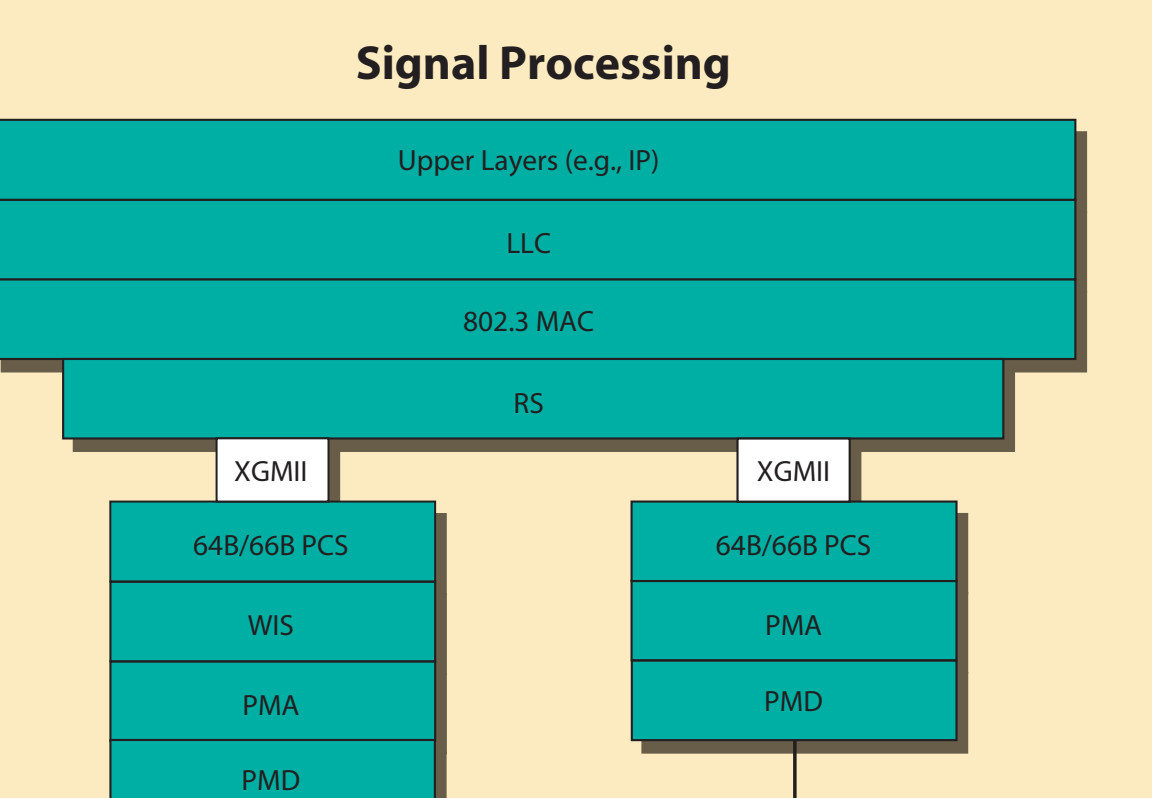 Signal Processing
Upper Layers (e.g., IP)
LLC
802.3 MAC
RS
XGMII
XGMII
64B/66B PCS
64B/66B PCS
WIS
PMA
PMA
PMD
PMD